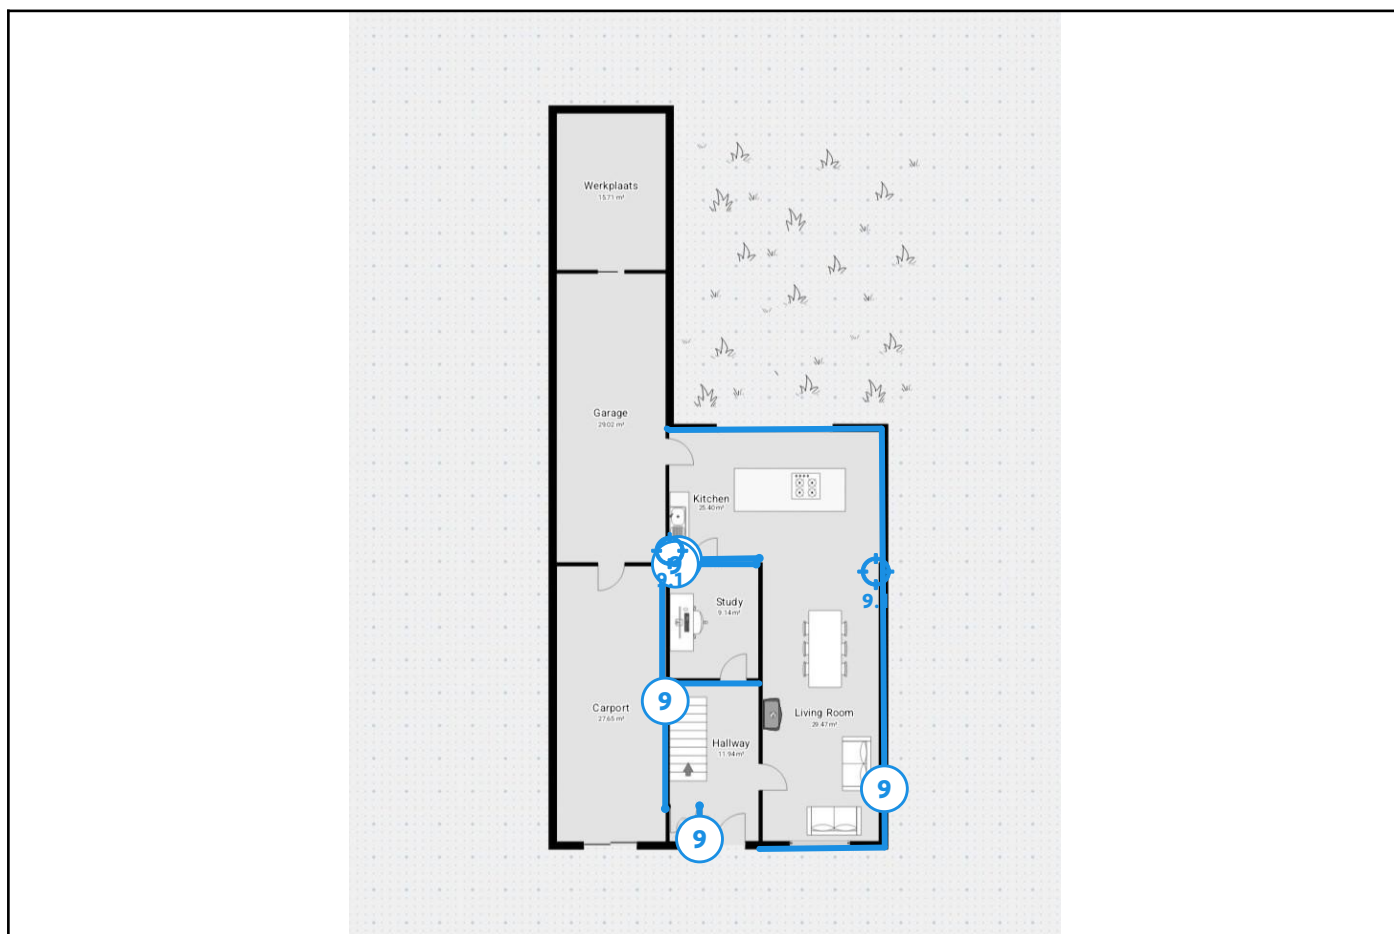 Werkplaats
15.71 m²
Garage
29.02 m²
Kitchen
25.40 m²
9
9.1
9.
Study
9.14 m²
9
Carport
27.65 m²
Living Room
29.47 m²
Hallway
11.94 m²
9
9